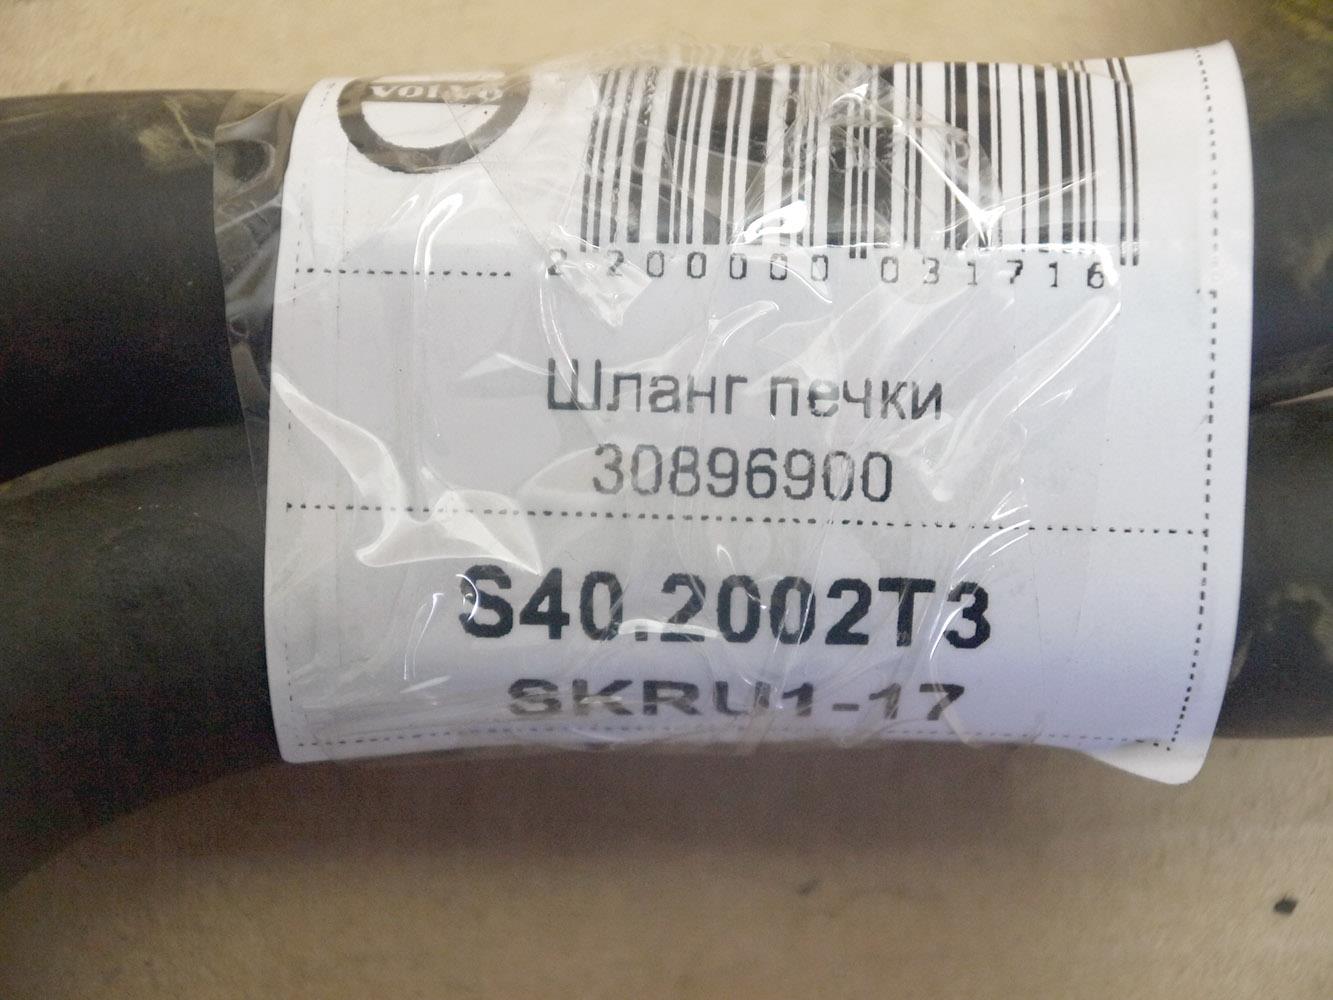 VOLVO
2 200000 031716
Шланг печки
30896900
S40.2002T3
SKRU1-17